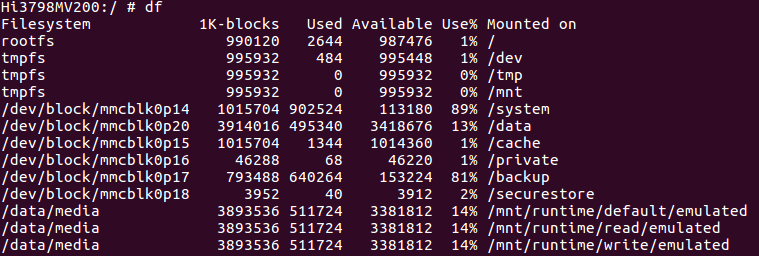 Hi3798MV200:/ # df
Filesystem 1K-blocks Used Available Use% Mounted on
rootfs 990120 2644 987476 1% /
tmpfs 995932 484 995448 1% /dev
tmpfs 995932 0 995932 0% /tmp
tmpfs 995932 0 995932 0% /mnt
/dev/block/mmcblk0p14 1015704 902524 113180 89% /system
/dev/block/mmcblk0p20 3914016 495340 3418676 13% /data
/dev/block/mmcblk0p15 1015704 1344 1014360 1% /cache
/dev/block/mmcblk0p16 46288 68 46220 1% /private
/dev/block/mmcblk0p17 793488 640264 153224 81% /backup
/dev/block/mmcblk0p18 3952 40 3912 2% /securestore
/data/media 3893536 511724 3381812 14% /mnt/runtime/default/emulated
/data/media 3893536 511724 3381812 14% /mnt/runtime/read/emulated
/data/media 3893536 511724 3381812 14% /mnt/runtime/write/emulated